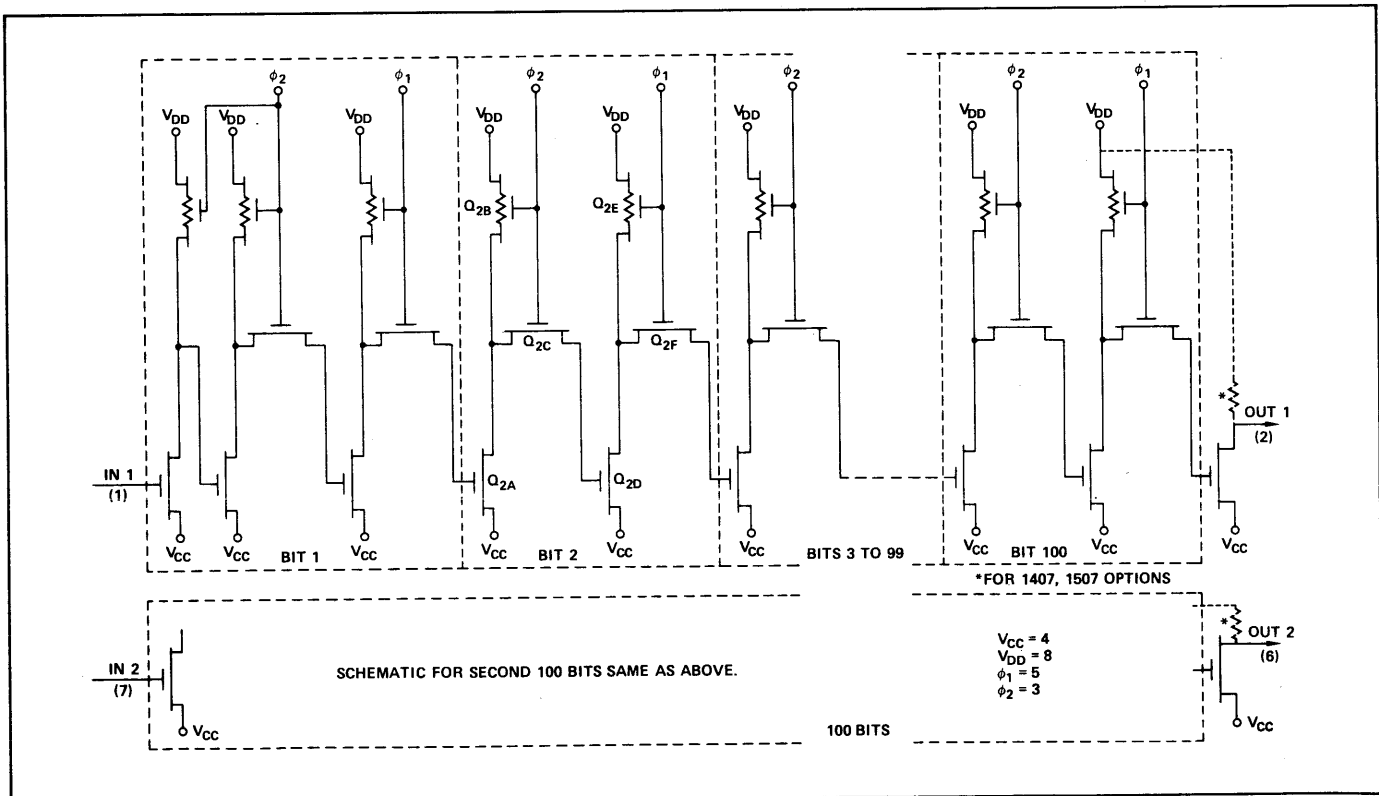 ϕ2 ϕ1 ϕ2 ϕ1 ϕ2 ϕ2 ϕ1
VDD VDD VDD VDD VDD VDD VDD VDD
Q2B Q2E
Q2C Q2F
*
OUT 1
(2)
IN 1
(1)
Q2A Q2D
VCC VCC VCC VCC VCC VCC VCC VCC VCC
BIT 1 BIT 2 BITS 3 TO 99 BIT 100
*FOR 1407, 1507 OPTIONS
*
OUT 2
(6)
IN 2
(7)
SCHEMATIC FOR SECOND 100 BITS SAME AS ABOVE.
VCC = 4
VDD = 8
ϕ1 = 5
ϕ2 = 3
VCC VCC
100 BITS